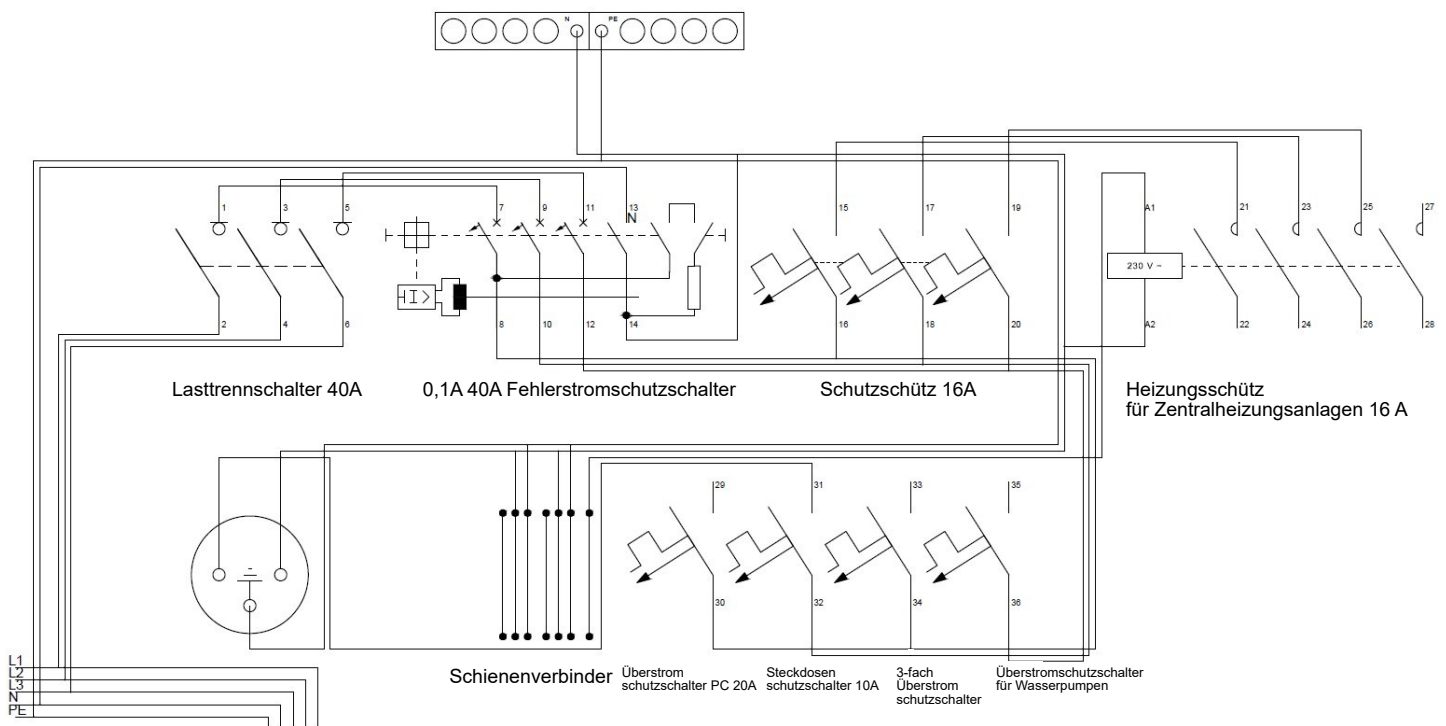 N PE
1 3 5 7 9 11 13 15 17 19 A1 21 23 25 27
N
230 V ~
I >
2 4 6 8 10 12 14 16 18 20 A2 22 24 26 28
Lasttrennschalter 40A
0,1A 40A Fehlerstromschutzschalter
Schutzschütz 16A
Heizungsschütz
für Zentralheizungsanlagen 16 A
29 31 33 35
30 32 34 36
Schienenverbinder
Überstrom
schutzschalter PC 20A
Steckdosen
schutzschalter 10A
3-fach
Überstrom
schutzschalter
Überstromschutzschalter
für Wasserpumpen
L1
L2
L3
N
PE